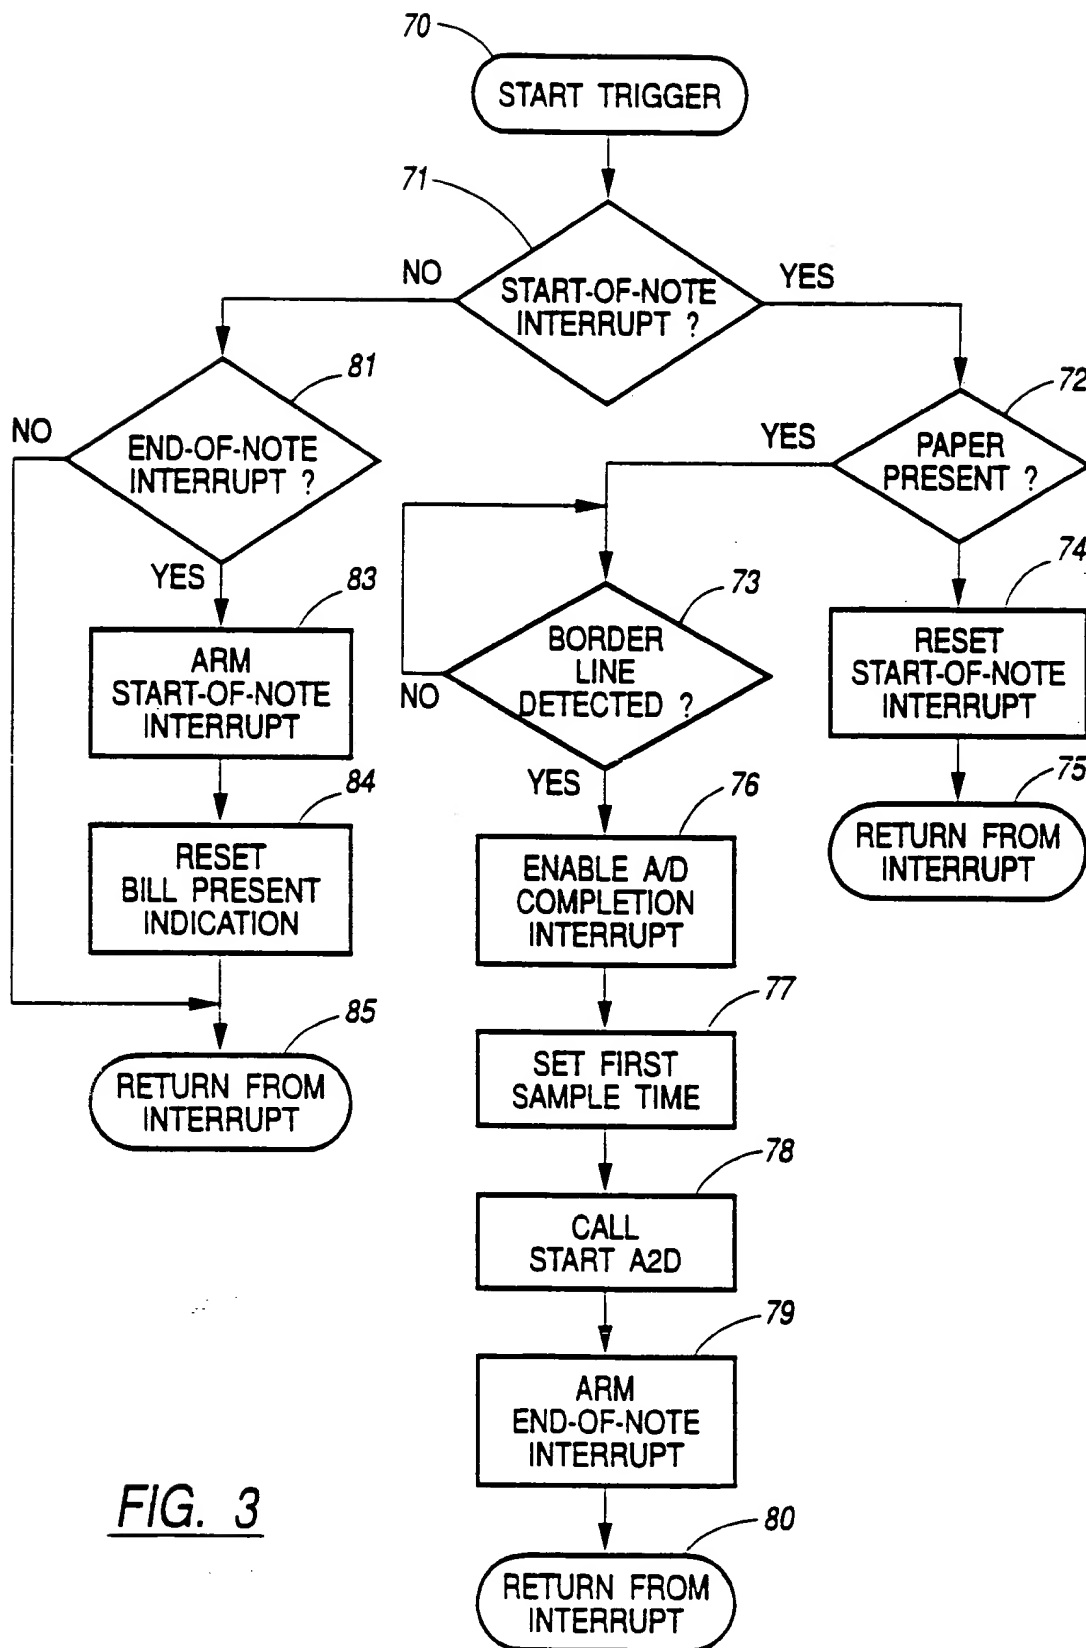 70
START TRIGGER
71
NO
START-OF-NOTE
INTERRUPT ?
YES
81
NO
END-OF-NOTE
INTERRUPT ?
YES
72
YES
PAPER
PRESENT ?
83
ARM
START-OF-NOTE
INTERRUPT
73
BORDER
LINE
DETECTED ?
NO
YES
74
RESET
START-OF-NOTE
INTERRUPT
84
RESET
BILL PRESENT
INDICATION
76
ENABLE A/D
COMPLETION
INTERRUPT
75
RETURN FROM
INTERRUPT
85
RETURN FROM
INTERRUPT
77
SET FIRST
SAMPLE TIME
78
CALL
START A2D
79
ARM
END-OF-NOTE
INTERRUPT
80
RETURN FROM
INTERRUPT
FIG. 3